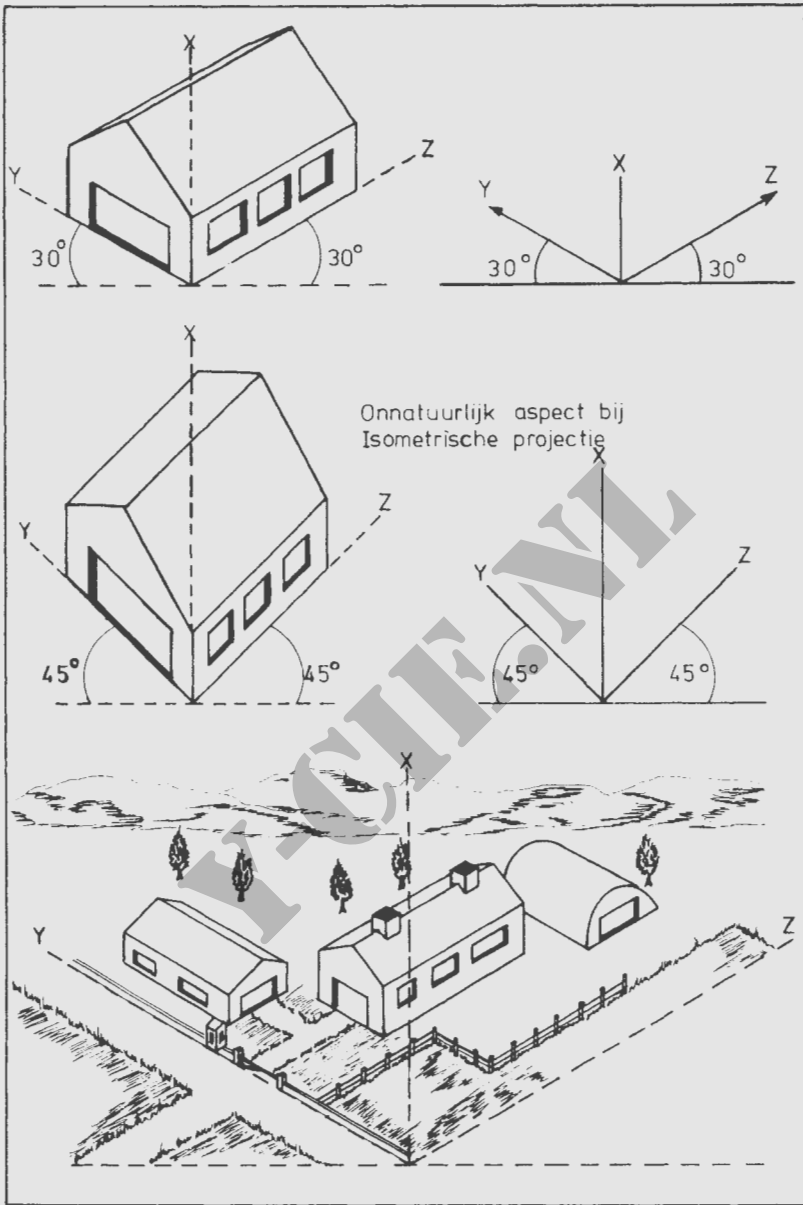 X
Y
Z
30°
30°
X
Y
Z
30°
30°
X
Onnatuurlijk aspect bij
Isometrische projectie
Y
Z
45°
45°
X
Y
Z
45°
45°
X
Y
Z
Y-CIE.NL